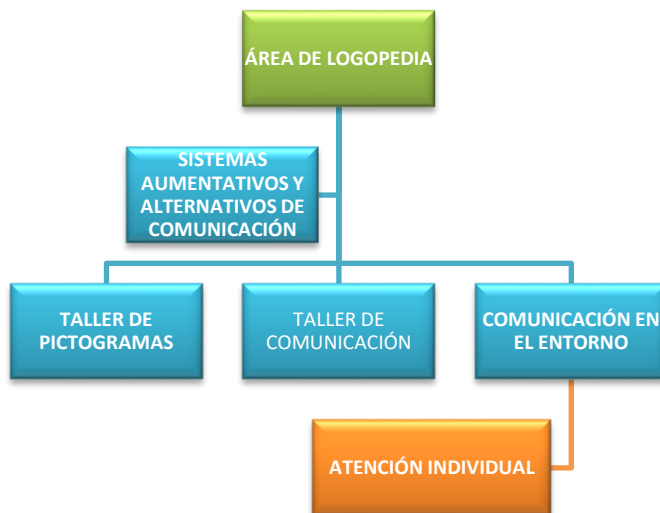 ÁREA DE LOGOPEDIA
SISTEMAS
AUMENTATIVOS Y
ALTERNATIVOS DE
COMUNICACIÓN
TALLER DE
PICTOGRAMAS
TALLER DE
COMUNICACIÓN
COMUNICACIÓN EN
EL ENTORNO
ATENCIÓN INDIVIDUAL